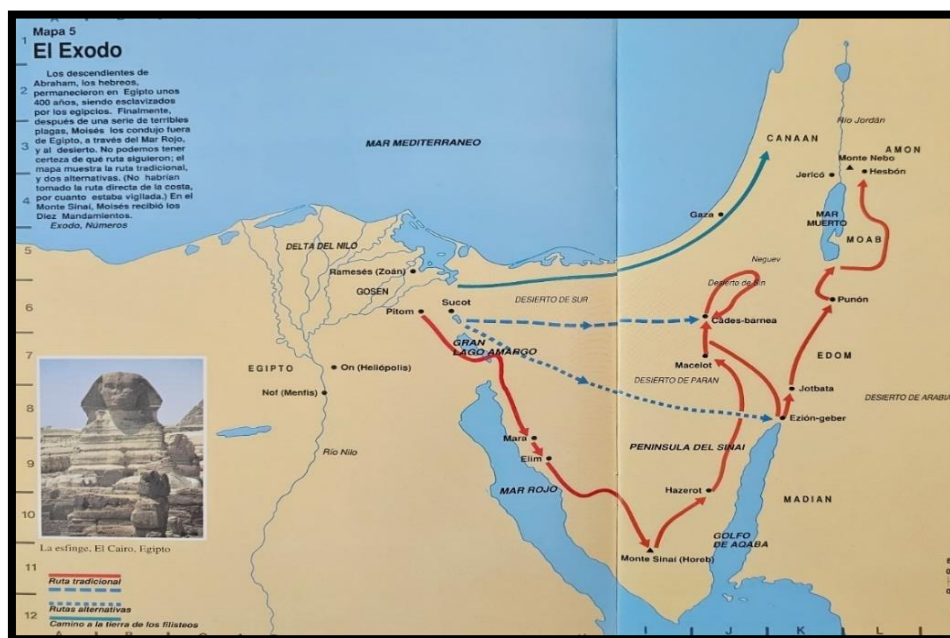 Mapa 5
El Exodo
Los descendientes de
Abraham, los hebreos,
permanecieron en Egipto unos
400 años, siendo esclavizados
por los egipcios. Finalmente,
después de una serie de terribles
plagas, Moisés los condujo fuera
de Egipto, a través del Mar Rojo,
y al desierto. No podemos tener
certeza de qué ruta siguieron; el
mapa muestra la ruta tradicional,
y dos alternativas. (No habrían
tomado la ruta directa de la costa,
por cuanto estaba vigilada.) En el
Monte Sinaí, Moisés recibió los
Diez Mandamientos.
Exodo, Números
1
2
3
4
5
6
7
8
9
10
11
12
MAR MEDITERRANEO
CANAAN
Río Jordán
AMON
Monte Nebo
Jericó
Hesbón
Gaza
MAR
MUERTO
MOAB
DELTA DEL NILO
Ramesés (Zoán)
GOSEN
Neguev
Desierto de Sin
DESIERTO DE SUR
Sucot
Pitom
Cades-barnea
Punón
GRAN
LAGO AMARGO
EGIPTO
On (Heliópolis)
Macelot
EDOM
DESIERTO DE PARAN
Nof (Menfis)
Jotbata
DESIERTO DE ARABIA
Ezión-geber
Mara
PENINSULA DEL SINAI
Río Nilo
Elim
MAR ROJO
Hazerot
MADIAN
GOLFO
DE AQABA
Monte Sinaí (Horeb)
La esfinge. El Cairo, Egipto
Ruta tradicional
Rutas alternativas
Camino a la tierra de los filisteos
I J K L